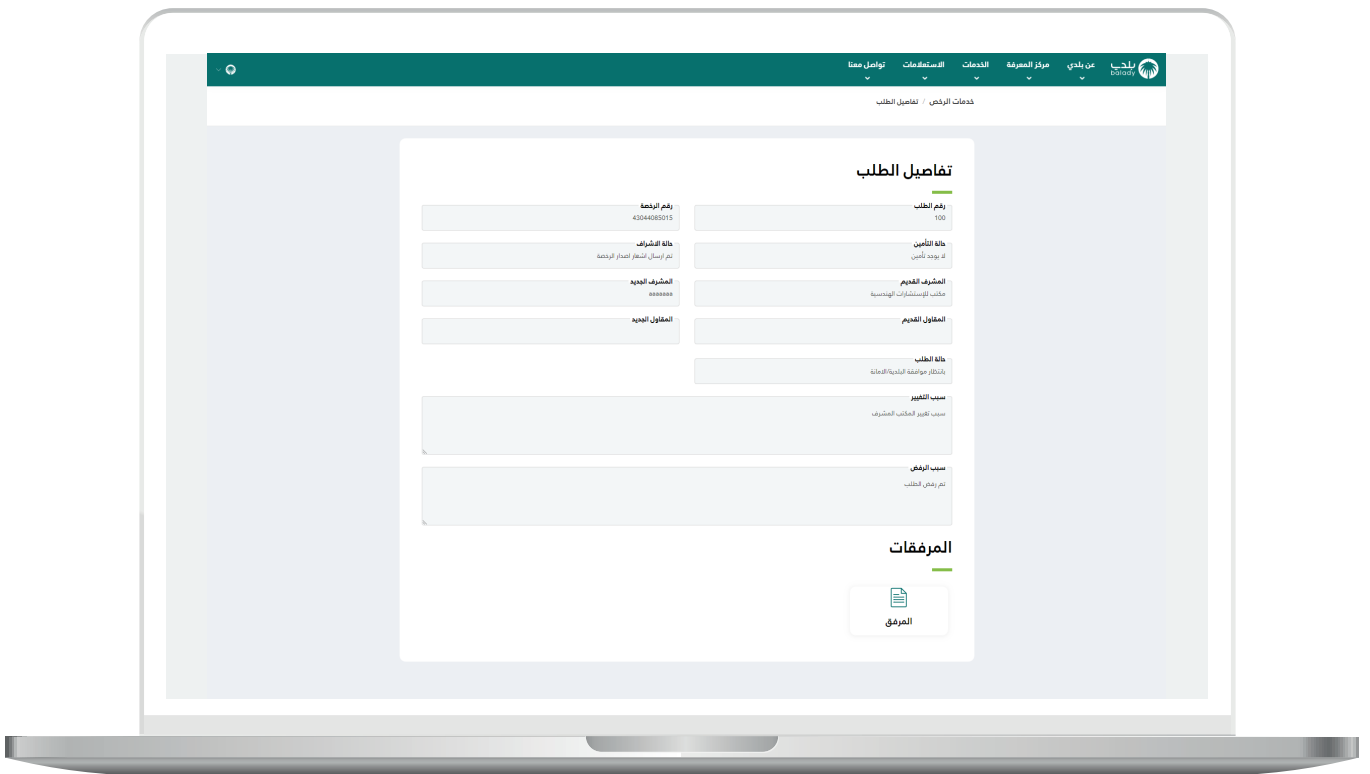 بلدي
balady
عن بلدي
مركز المعرفة
الخدمات
الاستعلامات
تواصل معنا
خدمات الرخص / تفاصيل الطلب
تفاصيل الطلب
رقم الطلب
100
رقم الرخصة
43044085015
حالة التأمين
لا يوجد تأمين
حالة الاشراف
تم ارسال اشعار اصدار الرخصة
المشرف القديم
مكتب للإستشارات الهندسية
المشرف الجديد
aaaaaaa
المقاول القديم
المقاول الجديد
حالة الطلب
بانتظار موافقة البلدية/الامانة
سبب التغيير
سبب تغيير المكتب المشرف
سبب الرفض
تم رفض الطلب
المرفقات
المرفق